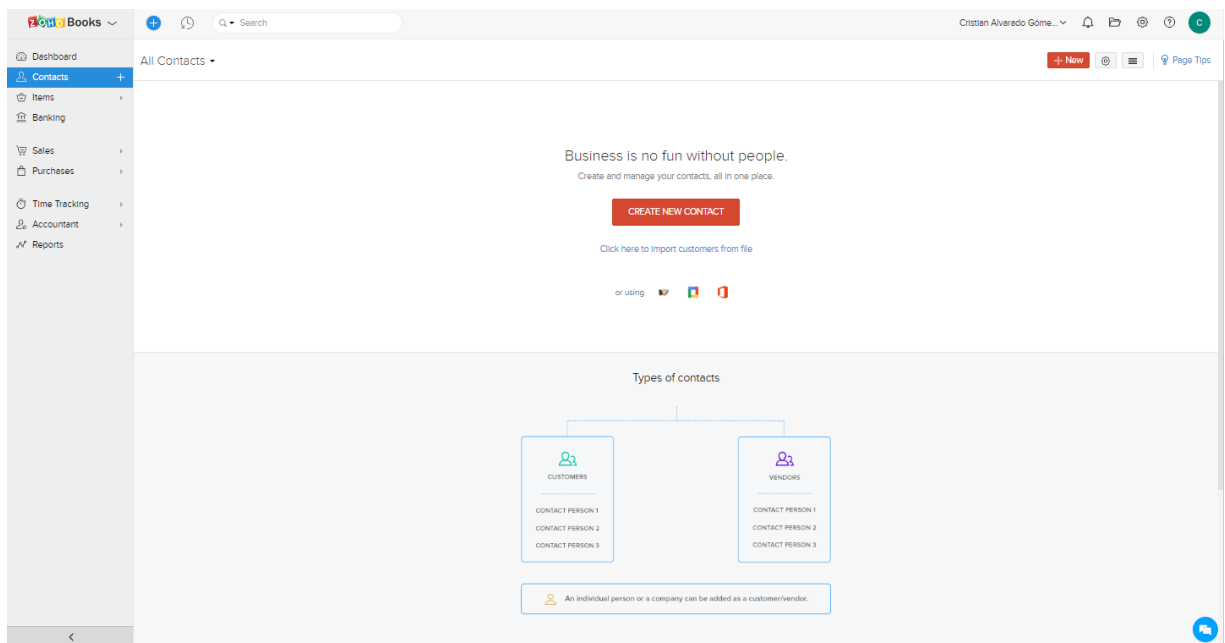 ZOHO Books
Search
Cristian Alvarado Góme...
C
Dashboard
Contacts
Items
Banking
Sales
Purchases
Time Tracking
Accountant
Reports
All Contacts
+ New
Page Tips
Business is no fun without people.
Create and manage your contacts, all in one place.
CREATE NEW CONTACT
Click here to import customers from file
or using
Types of contacts
CUSTOMERS
CONTACT PERSON 1
CONTACT PERSON 2
CONTACT PERSON 3
VENDORS
CONTACT PERSON 1
CONTACT PERSON 2
CONTACT PERSON 3
An individual person or a company can be added as a customer/vendor.